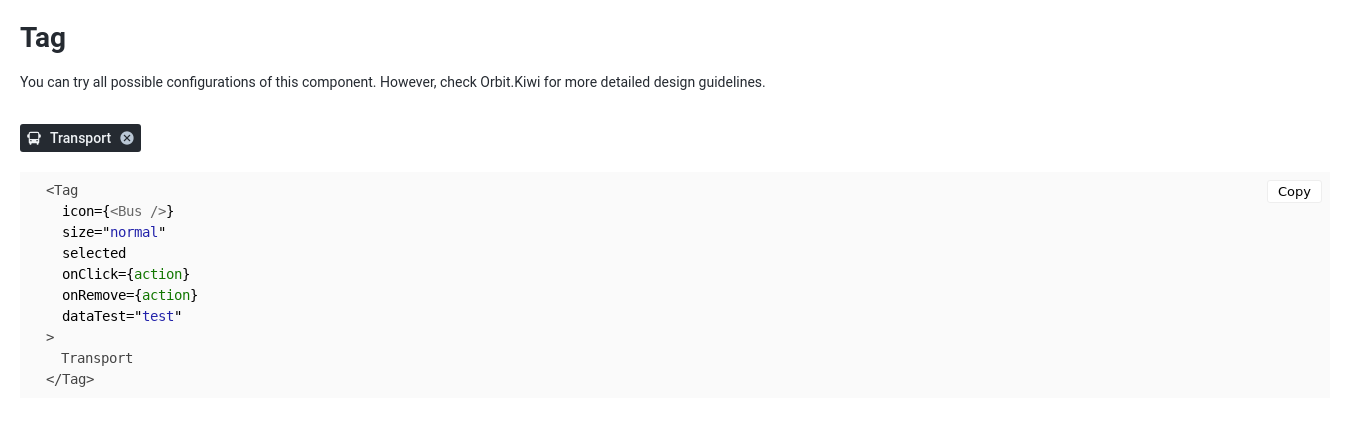 Tag
You can try all possible configurations of this component. However, check Orbit.Kiwi for more detailed design guidelines.
Transport
Copy
<Tag
  icon={<Bus />}
  size="normal"
  selected
  onClick={action}
  onRemove={action}
  dataTest="test"
>
  Transport
</Tag>